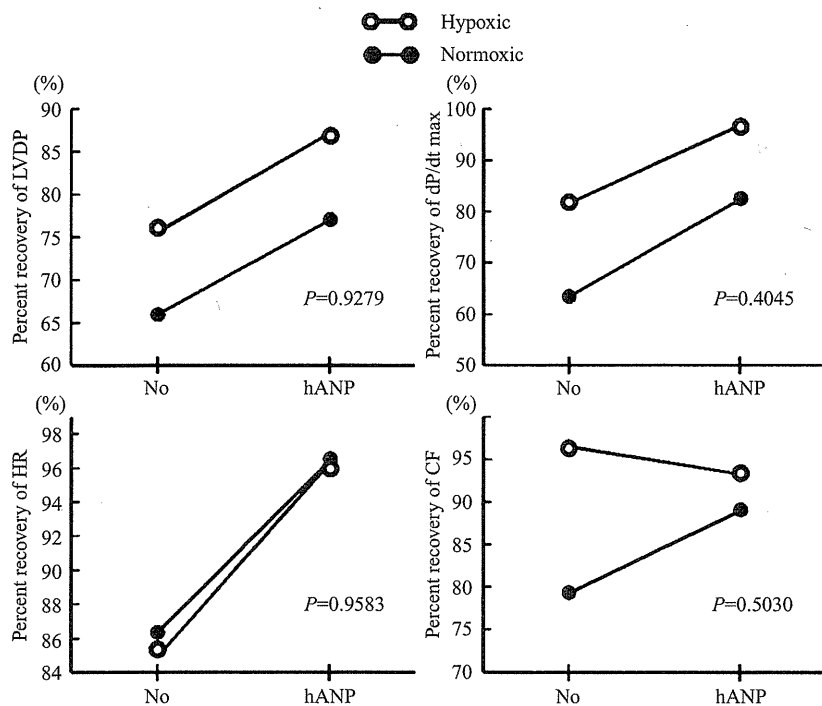 Hypoxic
Normoxic
(%)
Percent recovery of LVDP
90
85
80
75
70
65
60
No
hANP
P=0.9279
(%)
Percent recovery of dP/dt max
100
90
80
70
60
50
No
hANP
P=0.4045
(%)
Percent recovery of HR
98
96
94
92
90
88
86
84
No
hANP
P=0.9583
(%)
Percent recovery of CF
95
90
85
80
75
70
No
hANP
P=0.5030